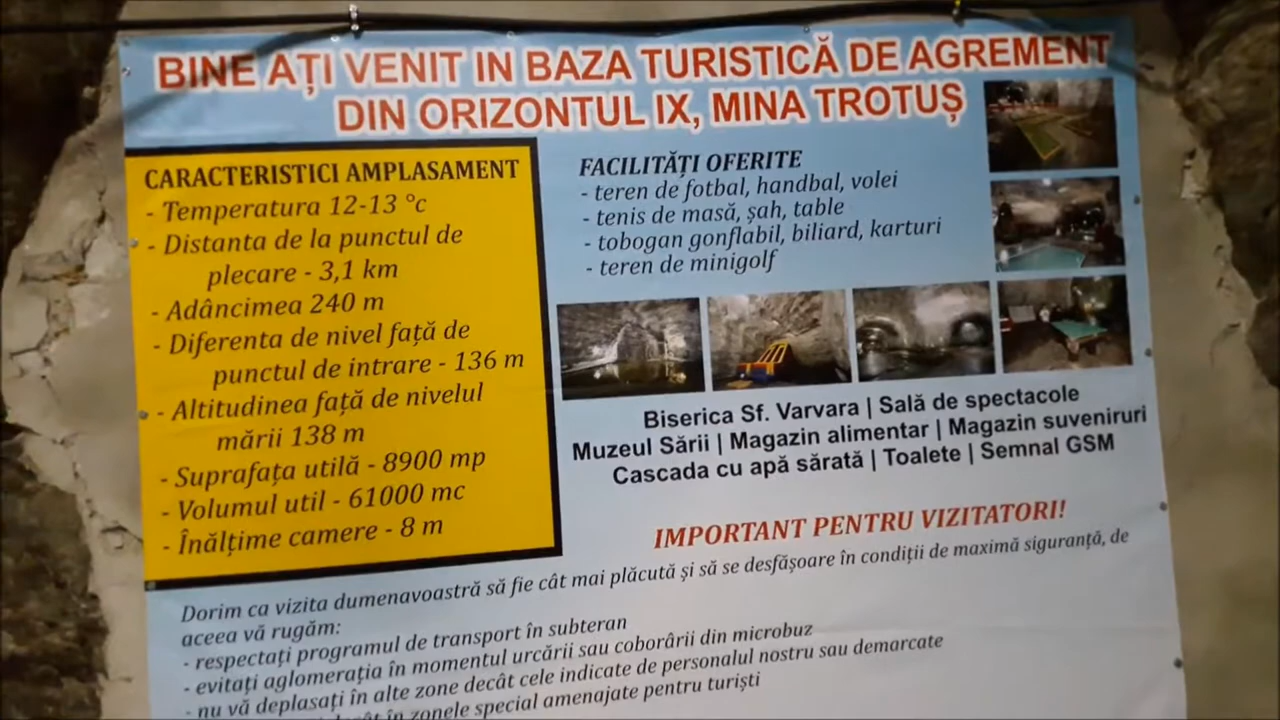 BINE AȚI VENIT IN BAZA TURISTICĂ DE AGREMENT
DIN ORIZONTUL IX, MINA TROTUȘ
CARACTERISTICI AMPLASAMENT
- Temperatura 12-13 °c
- Distanta de la punctul de
plecare - 3,1 km
- Adâncimea 240 m
- Diferenta de nivel față de
punctul de intrare - 136 m
- Altitudinea față de nivelul
mării 138 m
- Suprafața utilă - 8900 mp
- Volumul util - 61000 mc
- Înălțime camere - 8 m
FACILITĂȚI OFERITE
- teren de fotbal, handbal, volei
- tenis de masă, șah, table
- tobogan gonflabil, biliard, karturi
- teren de minigolf
Biserica Sf. Varvara | Sală de spectacole
Muzeul Sării | Magazin alimentar | Magazin suveniruri
Cascada cu apă sărată | Toalete | Semnal GSM
IMPORTANT PENTRU VIZITATORI!
Dorim ca vizita dumenavoastră să fie cât mai plăcută și să se desfășoare în condiții de maximă siguranță, de
aceea vă rugăm:
- respectați programul de transport în subteran
- evitați aglomerația în momentul urcării sau coborârii din microbuz
- nu vă deplasați în alte zone decât cele indicate de personalul nostru sau demarcate
în zonele special amenajate pentru turiști